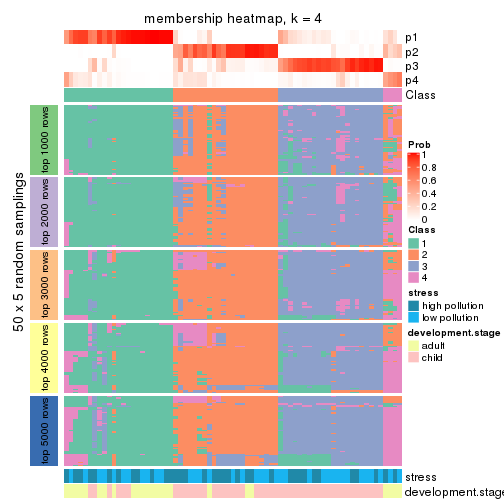 membership heatmap, k = 4
p1
p2
p3
p4
Class
50 x 5 random samplings
top 1000 rows
top 2000 rows
top 3000 rows
top 4000 rows
top 5000 rows
stress
development.stage
Prob
1
0.8
0.6
0.4
0.2
0
Class
1
2
3
4
stress
high pollution
low pollution
development.stage
adult
child